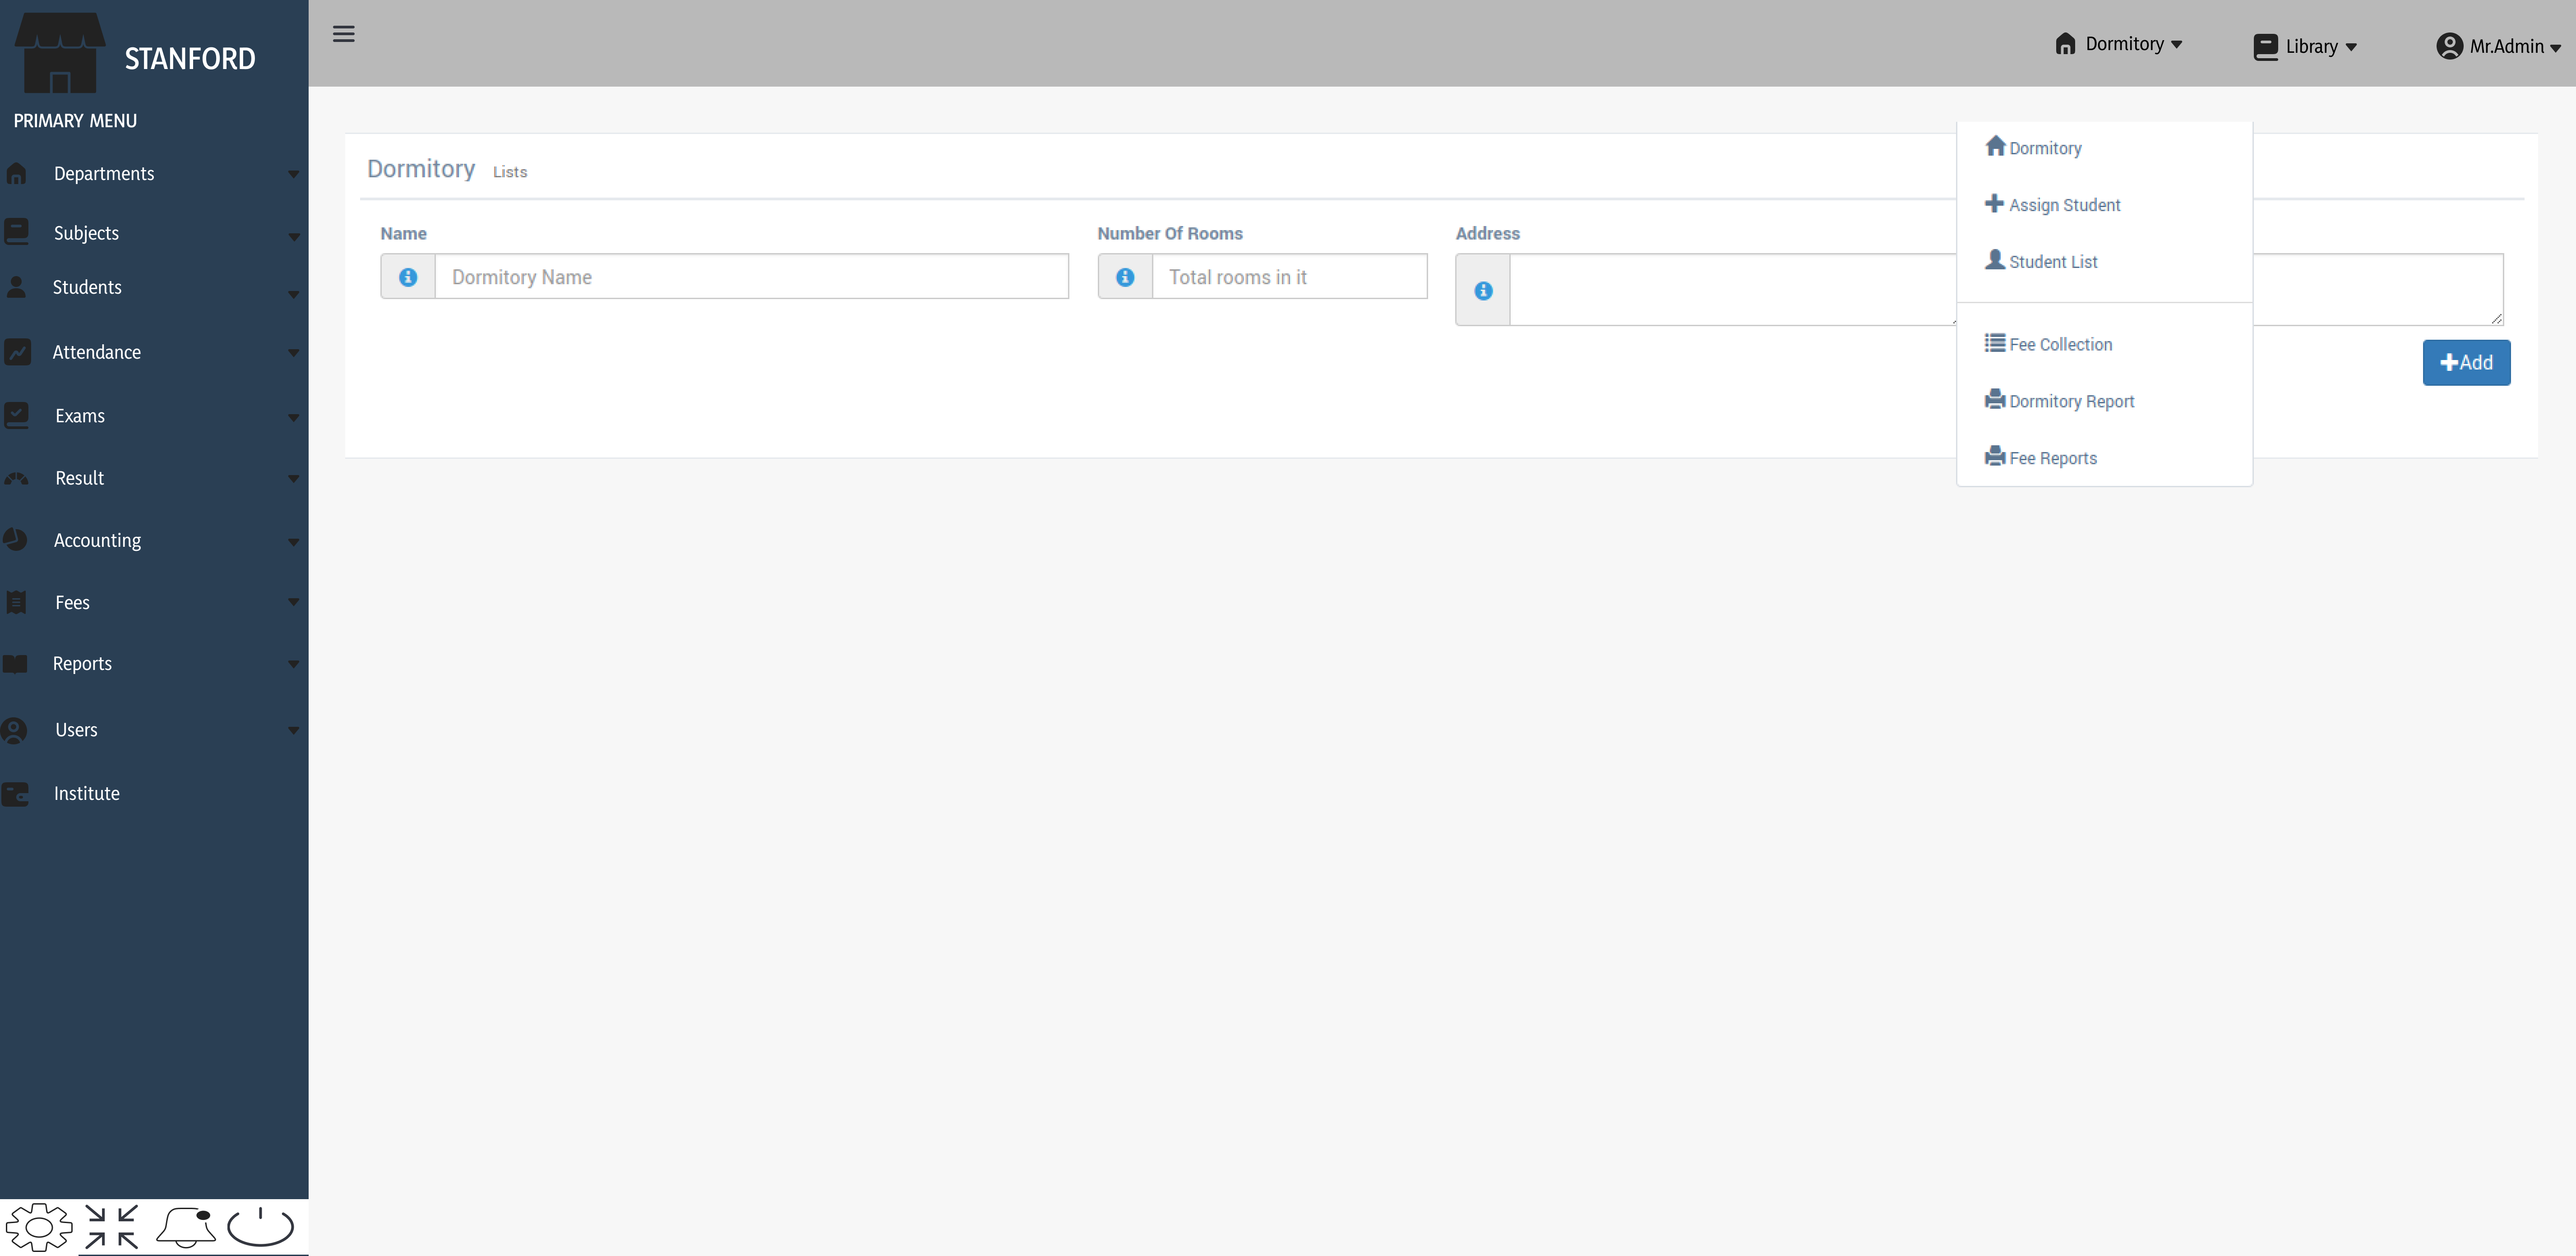 STANFORD
PRIMARY MENU
Departments
Subjects
Students
Attendance
Exams
Result
Accounting
Fees
Reports
Users
Institute
Dormitory
Library
Mr.Admin
Dormitory Lists
Name
Dormitory Name
Number Of Rooms
Total rooms in it
Address
Add
Dormitory
Assign Student
Student List
Fee Collection
Dormitory Report
Fee Reports